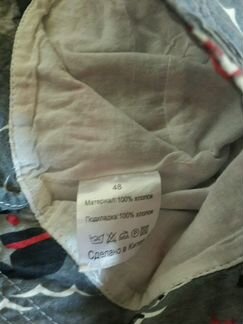 48
Материал:100% хлопок
Подкладка:100% хлопок
Сделано в Китае